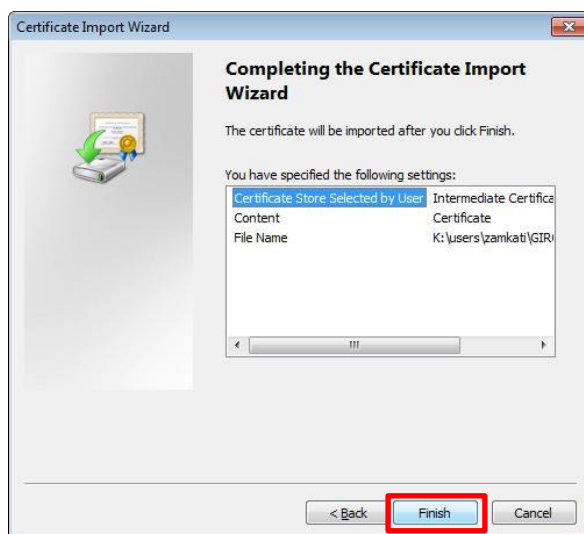 Certificate Import Wizard
Completing the Certificate Import
Wizard
The certificate will be imported after you click Finish.
You have specified the following settings:
Certificate Store Selected by User Intermediate Certifica
Content Certificate
File Name K:\users\zamkati\GIR
< Back Finish Cancel